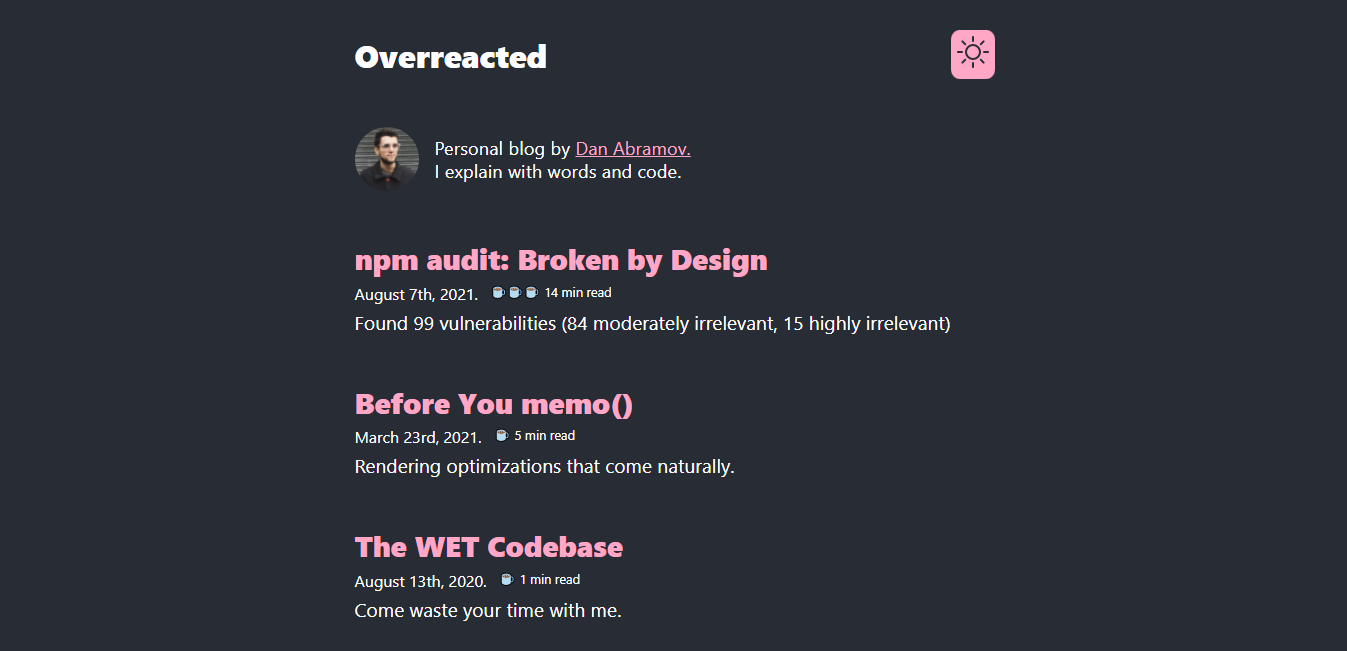 Overreacted
Personal blog by Dan Abramov.
I explain with words and code.
npm audit: Broken by Design
August 7th, 2021. 14 min read
Found 99 vulnerabilities (84 moderately irrelevant, 15 highly irrelevant)
Before You memo()
March 23rd, 2021. 5 min read
Rendering optimizations that come naturally.
The WET Codebase
August 13th, 2020. 1 min read
Come waste your time with me.